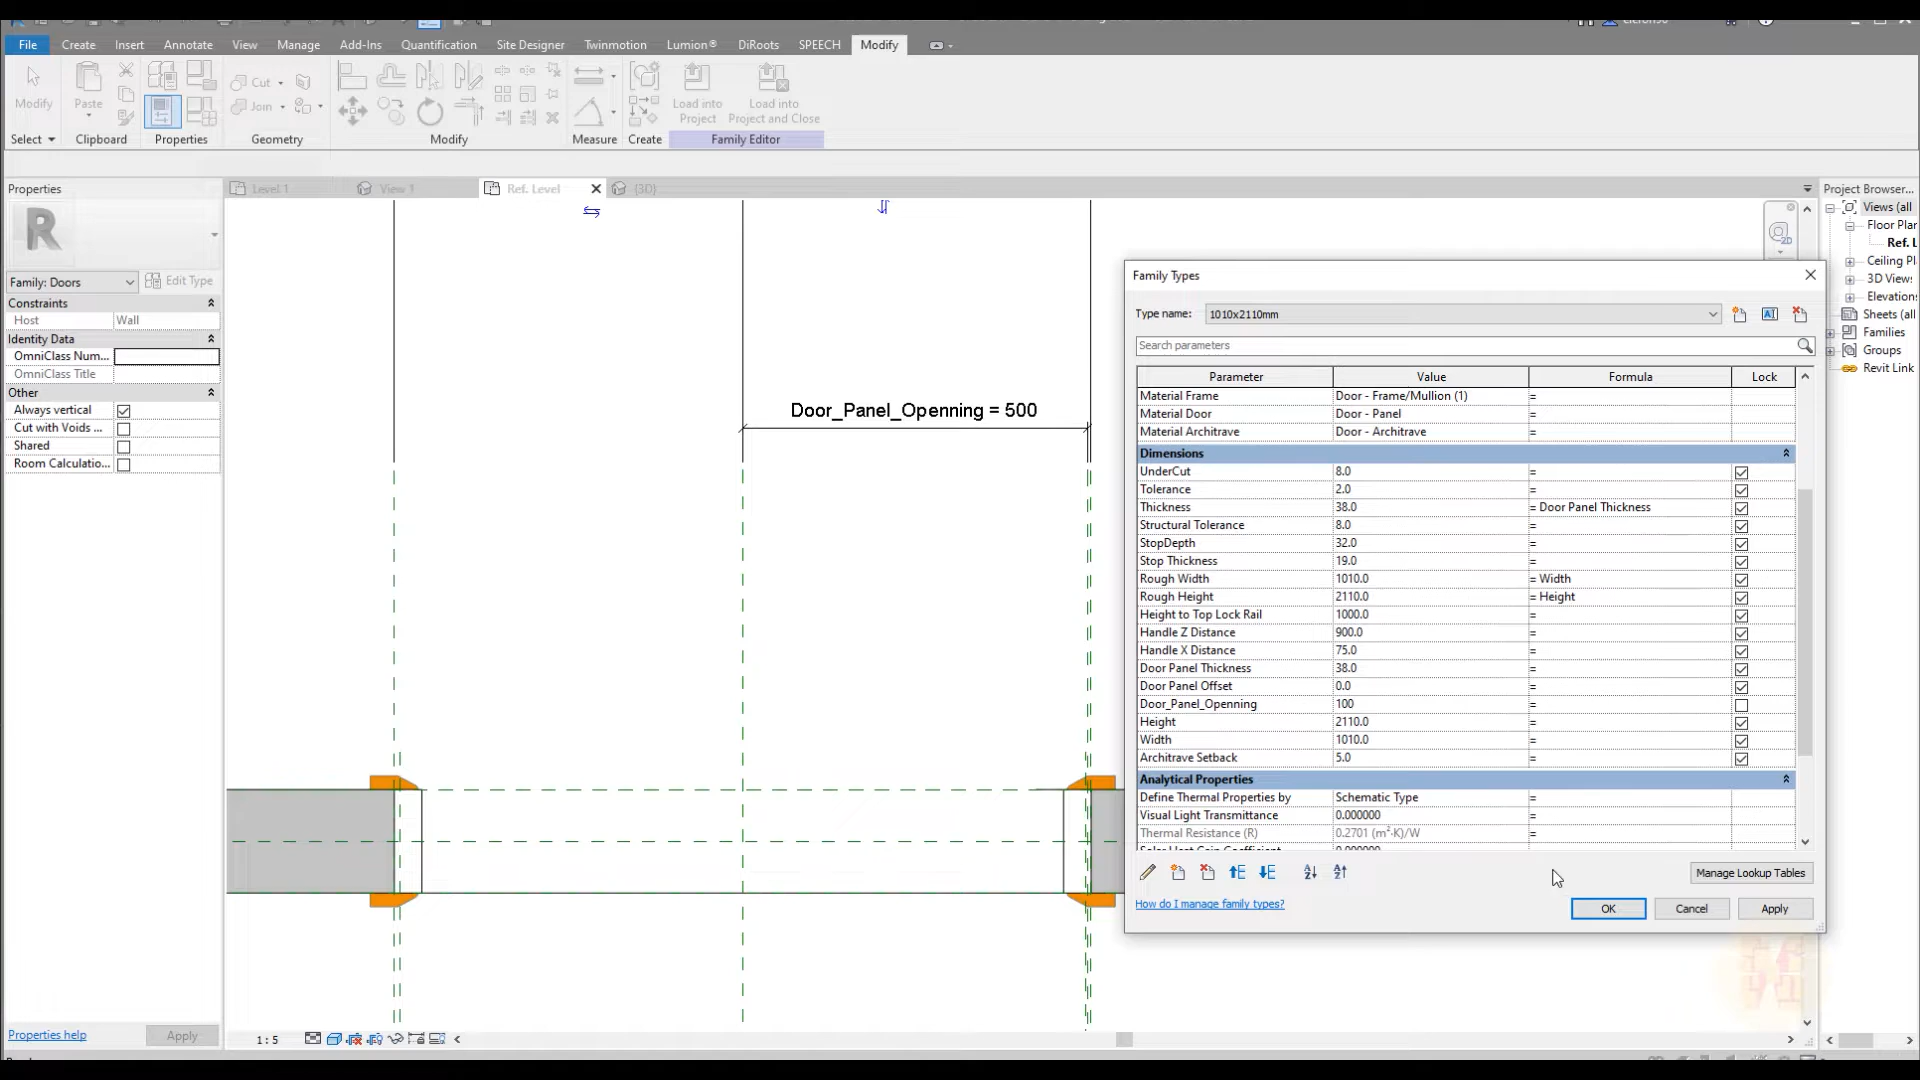 File Create Insert Annotate View Manage Add-Ins Quantification Site Designer Twinmotion Lumion® DiRoots SPEECH Modify
Modify Paste Cut Join Load into Project Load into Project and Close
Select Clipboard Properties Geometry Modify Measure Create Family Editor
Properties
Level 1 View 1 Ref. Level {3D}
Project Browser...
R
Family: Doors Edit Type
Constraints
Host Wall
Identity Data
OmniClass Num...
OmniClass Title
Other
Always vertical
Cut with Voids ...
Shared
Room Calculatio...
Properties help Apply
Door_Panel_Openning = 500
1 : 5
2D
Views (all
Floor Plan
Ref. L
Ceiling Pl
3D Views
Elevations
Sheets (all
Families
Groups
Revit Link
Family Types
Type name: 1010x2110mm
AI
Search parameters
Parameter Value Formula Lock
Material Frame Door - Frame/Mullion (1) =
Material Door Door - Panel =
Material Architrave Door - Architrave =
Dimensions
UnderCut 8.0 =
Tolerance 2.0 =
Thickness 38.0 = Door Panel Thickness
Structural Tolerance 8.0 =
StopDepth 32.0 =
Stop Thickness 19.0 =
Rough Width 1010.0 = Width
Rough Height 2110.0 = Height
Height to Top Lock Rail 1000.0 =
Handle Z Distance 900.0 =
Handle X Distance 75.0 =
Door Panel Thickness 38.0 =
Door Panel Offset 0.0 =
Door_Panel_Openning 100 =
Height 2110.0 =
Width 1010.0 =
Architrave Setback 5.0 =
Analytical Properties
Define Thermal Properties by Schematic Type =
Visual Light Transmittance 0.000000 =
Thermal Resistance (R) 0.2701 (m²·K)/W =
Manage Lookup Tables
How do I manage family types?
OK Cancel Apply